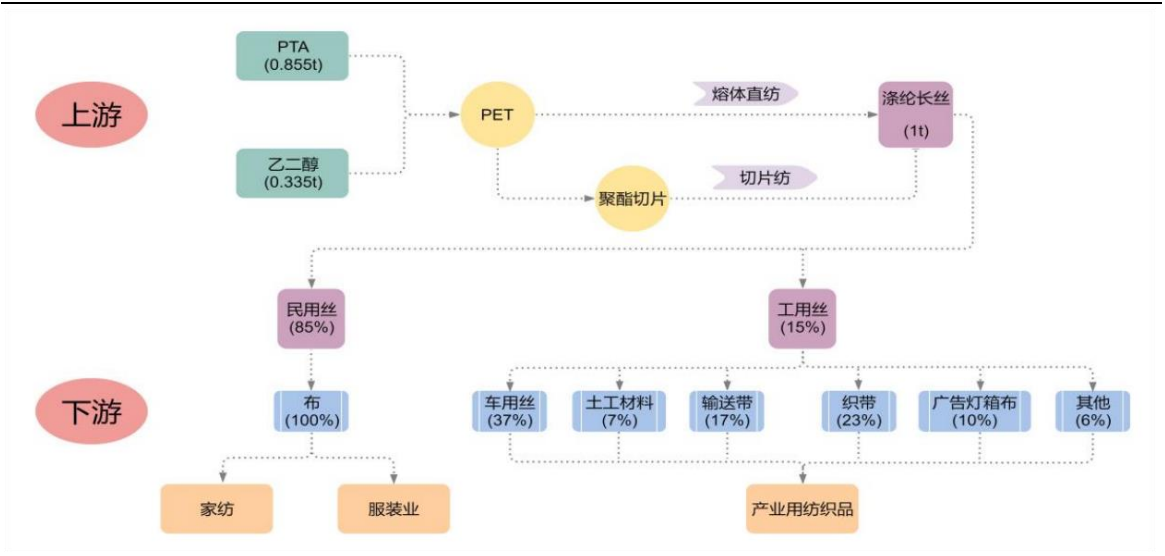 PTA
(0.855t)
上游
PET
熔体直纺
涤纶长丝
(1t)
乙二醇
(0.335t)
聚酯切片
切片纺
民用丝
(85%)
工用丝
(15%)
下游
布
(100%)
车用丝
(37%)
土工材料
(7%)
输送带
(17%)
织带
(23%)
广告灯箱布
(10%)
其他
(6%)
家纺
服装业
产业用纺织品